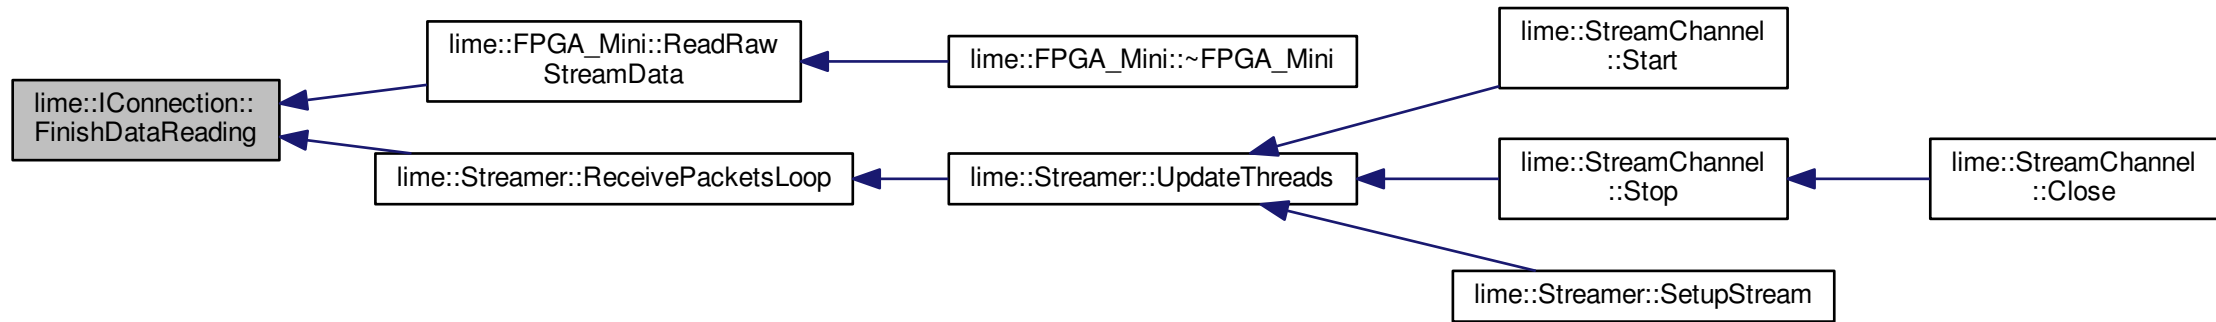 lime::IConnection::
FinishDataReading
lime::FPGA_Mini::ReadRaw
StreamData
lime::FPGA_Mini::~FPGA_Mini
lime::Streamer::ReceivePacketsLoop
lime::Streamer::UpdateThreads
lime::StreamChannel
::Start
lime::StreamChannel
::Stop
lime::StreamChannel
::Close
lime::Streamer::SetupStream